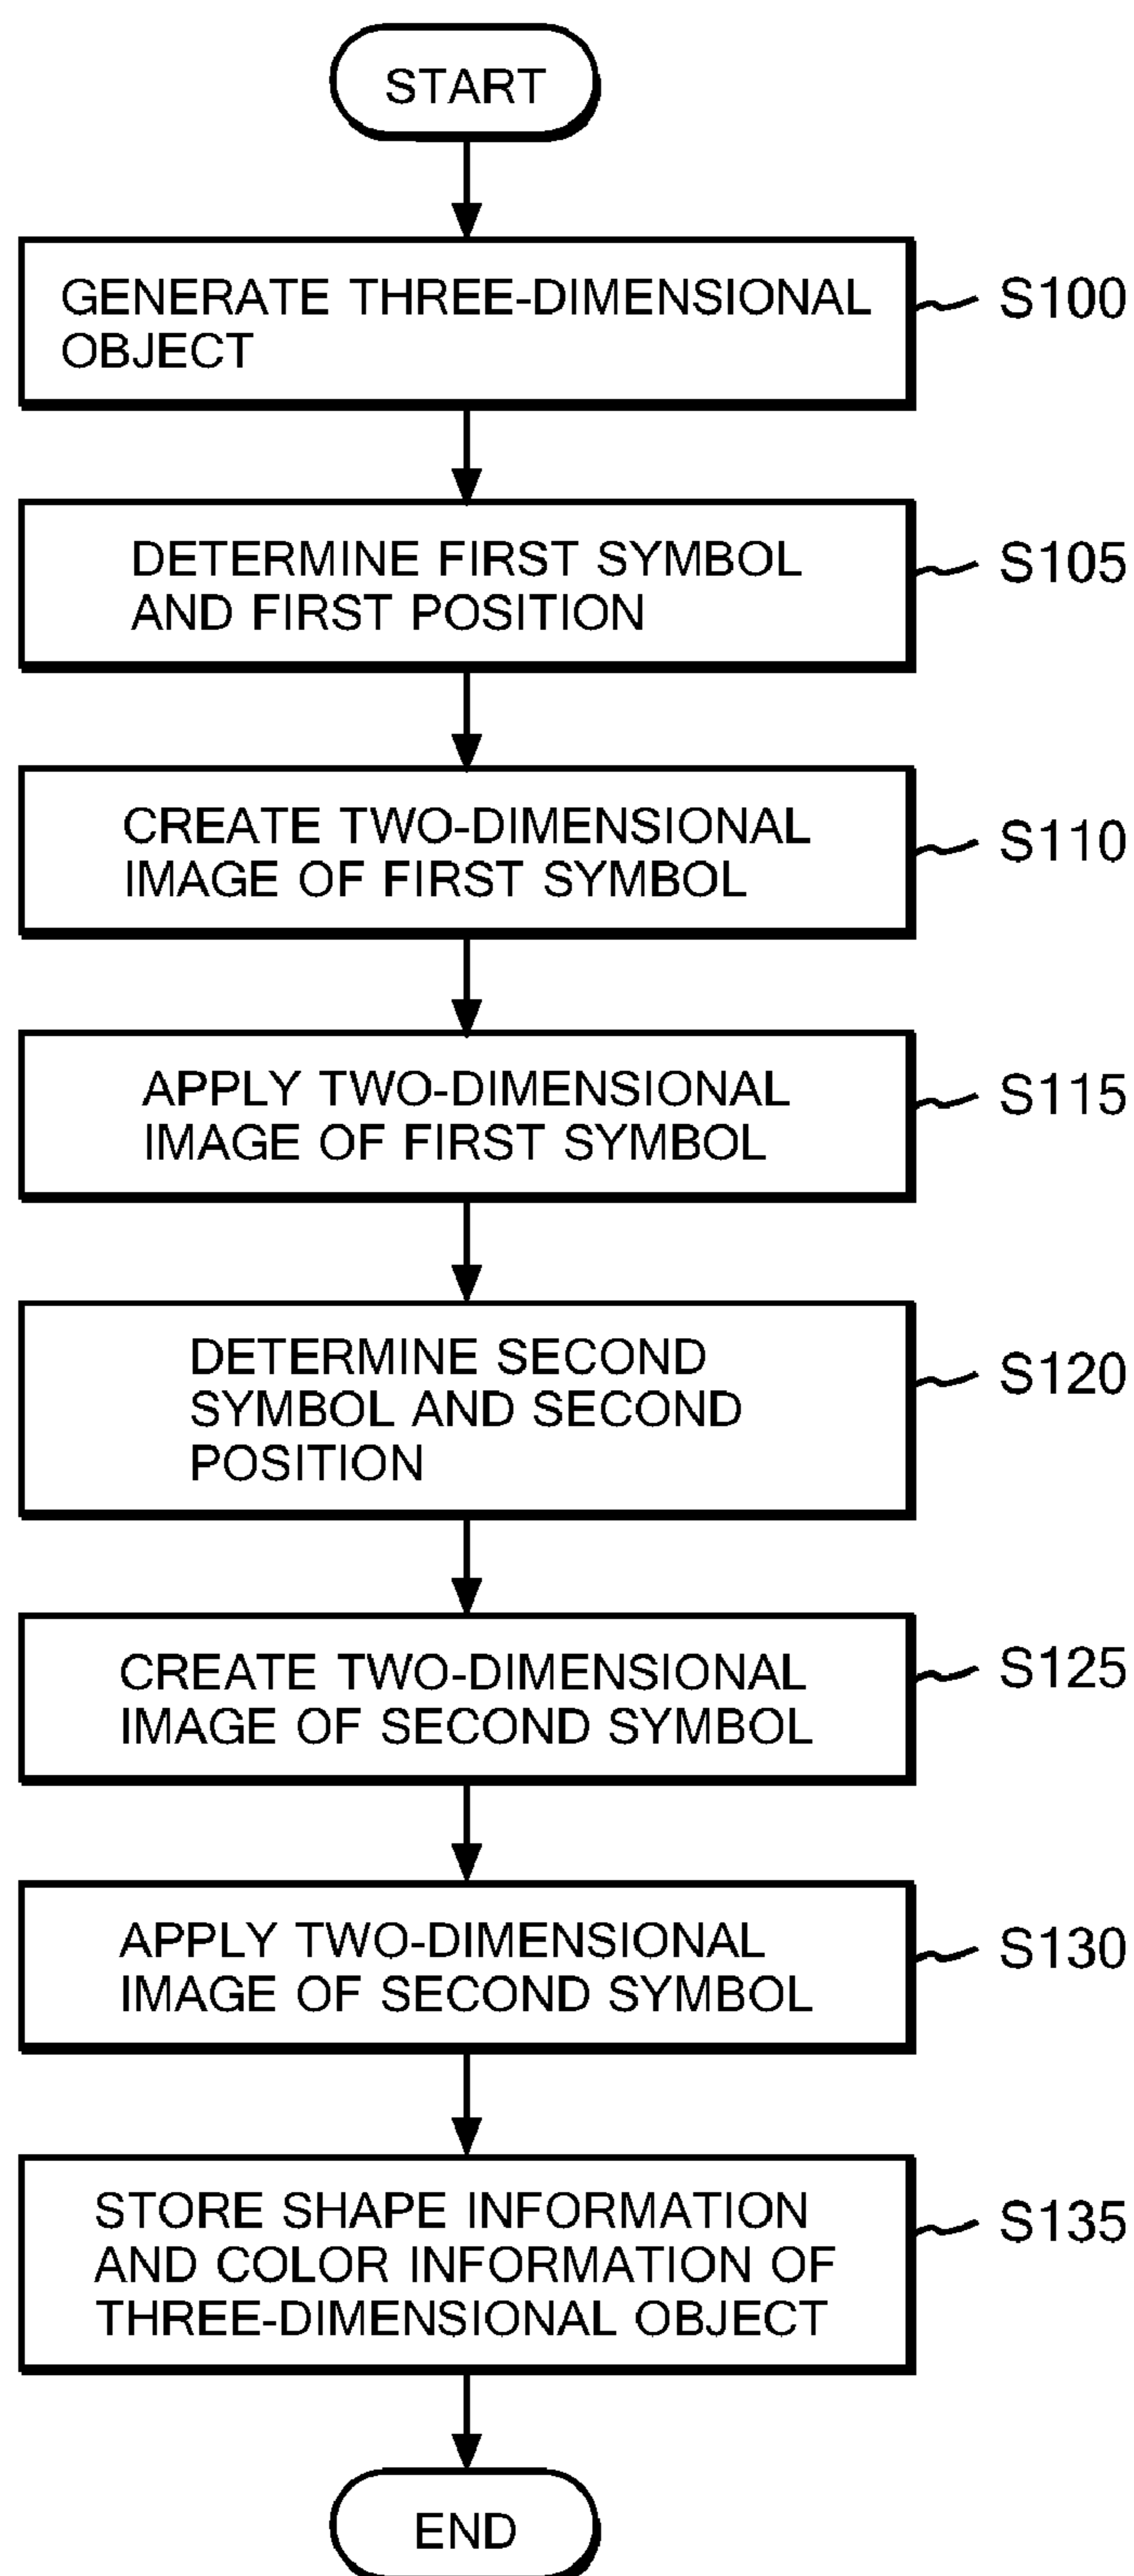 START
GENERATE THREE-DIMENSIONAL
OBJECT
S100
DETERMINE FIRST SYMBOL
AND FIRST POSITION
S105
CREATE TWO-DIMENSIONAL
IMAGE OF FIRST SYMBOL
S110
APPLY TWO-DIMENSIONAL
IMAGE OF FIRST SYMBOL
S115
DETERMINE SECOND
SYMBOL AND SECOND
POSITION
S120
CREATE TWO-DIMENSIONAL
IMAGE OF SECOND SYMBOL
S125
APPLY TWO-DIMENSIONAL
IMAGE OF SECOND SYMBOL
S130
STORE SHAPE INFORMATION
AND COLOR INFORMATION OF
THREE-DIMENSIONAL OBJECT
S135
END